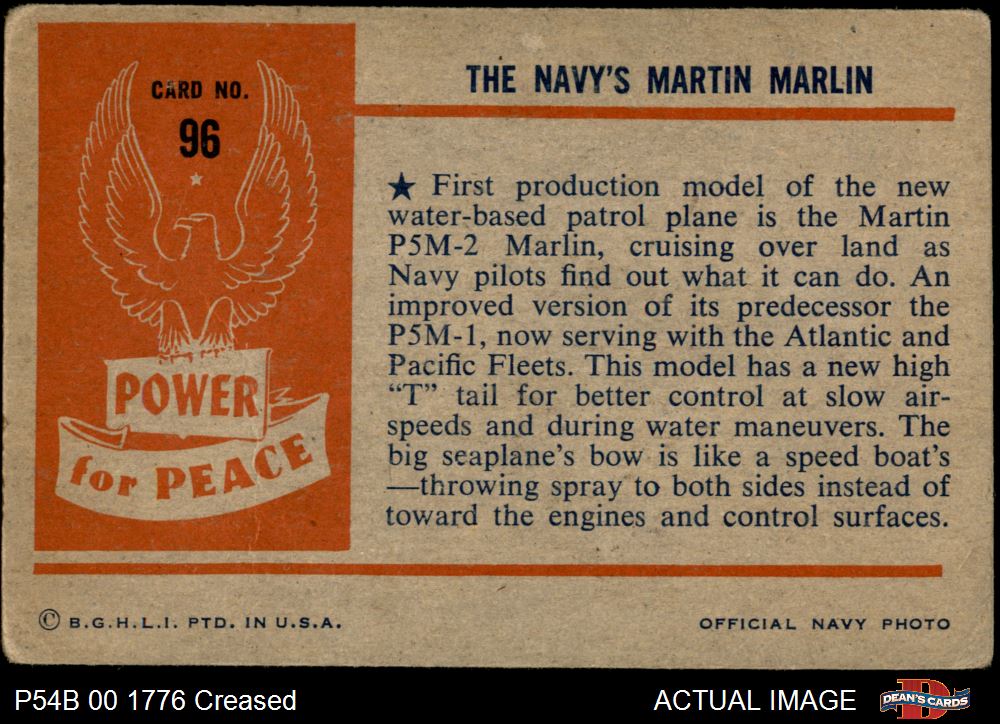 CARD NO.
96
POWER
for PEACE
THE NAVY'S MARTIN MARLIN
★ First production model of the new
water-based patrol plane is the Martin
P5M-2 Marlin, cruising over land as
Navy pilots find out what it can do. An
improved version of its predecessor the
P5M-1, now serving with the Atlantic and
Pacific Fleets. This model has a new high
“T” tail for better control at slow air-
speeds and during water maneuvers. The
big seaplane's bow is like a speed boat's
—throwing spray to both sides instead of
toward the engines and control surfaces.
© B.G.H.L.I. PTD. IN U.S.A.
OFFICIAL NAVY PHOTO
P54B 00 1776 Creased
ACTUAL IMAGE
DEAN'S CARDS